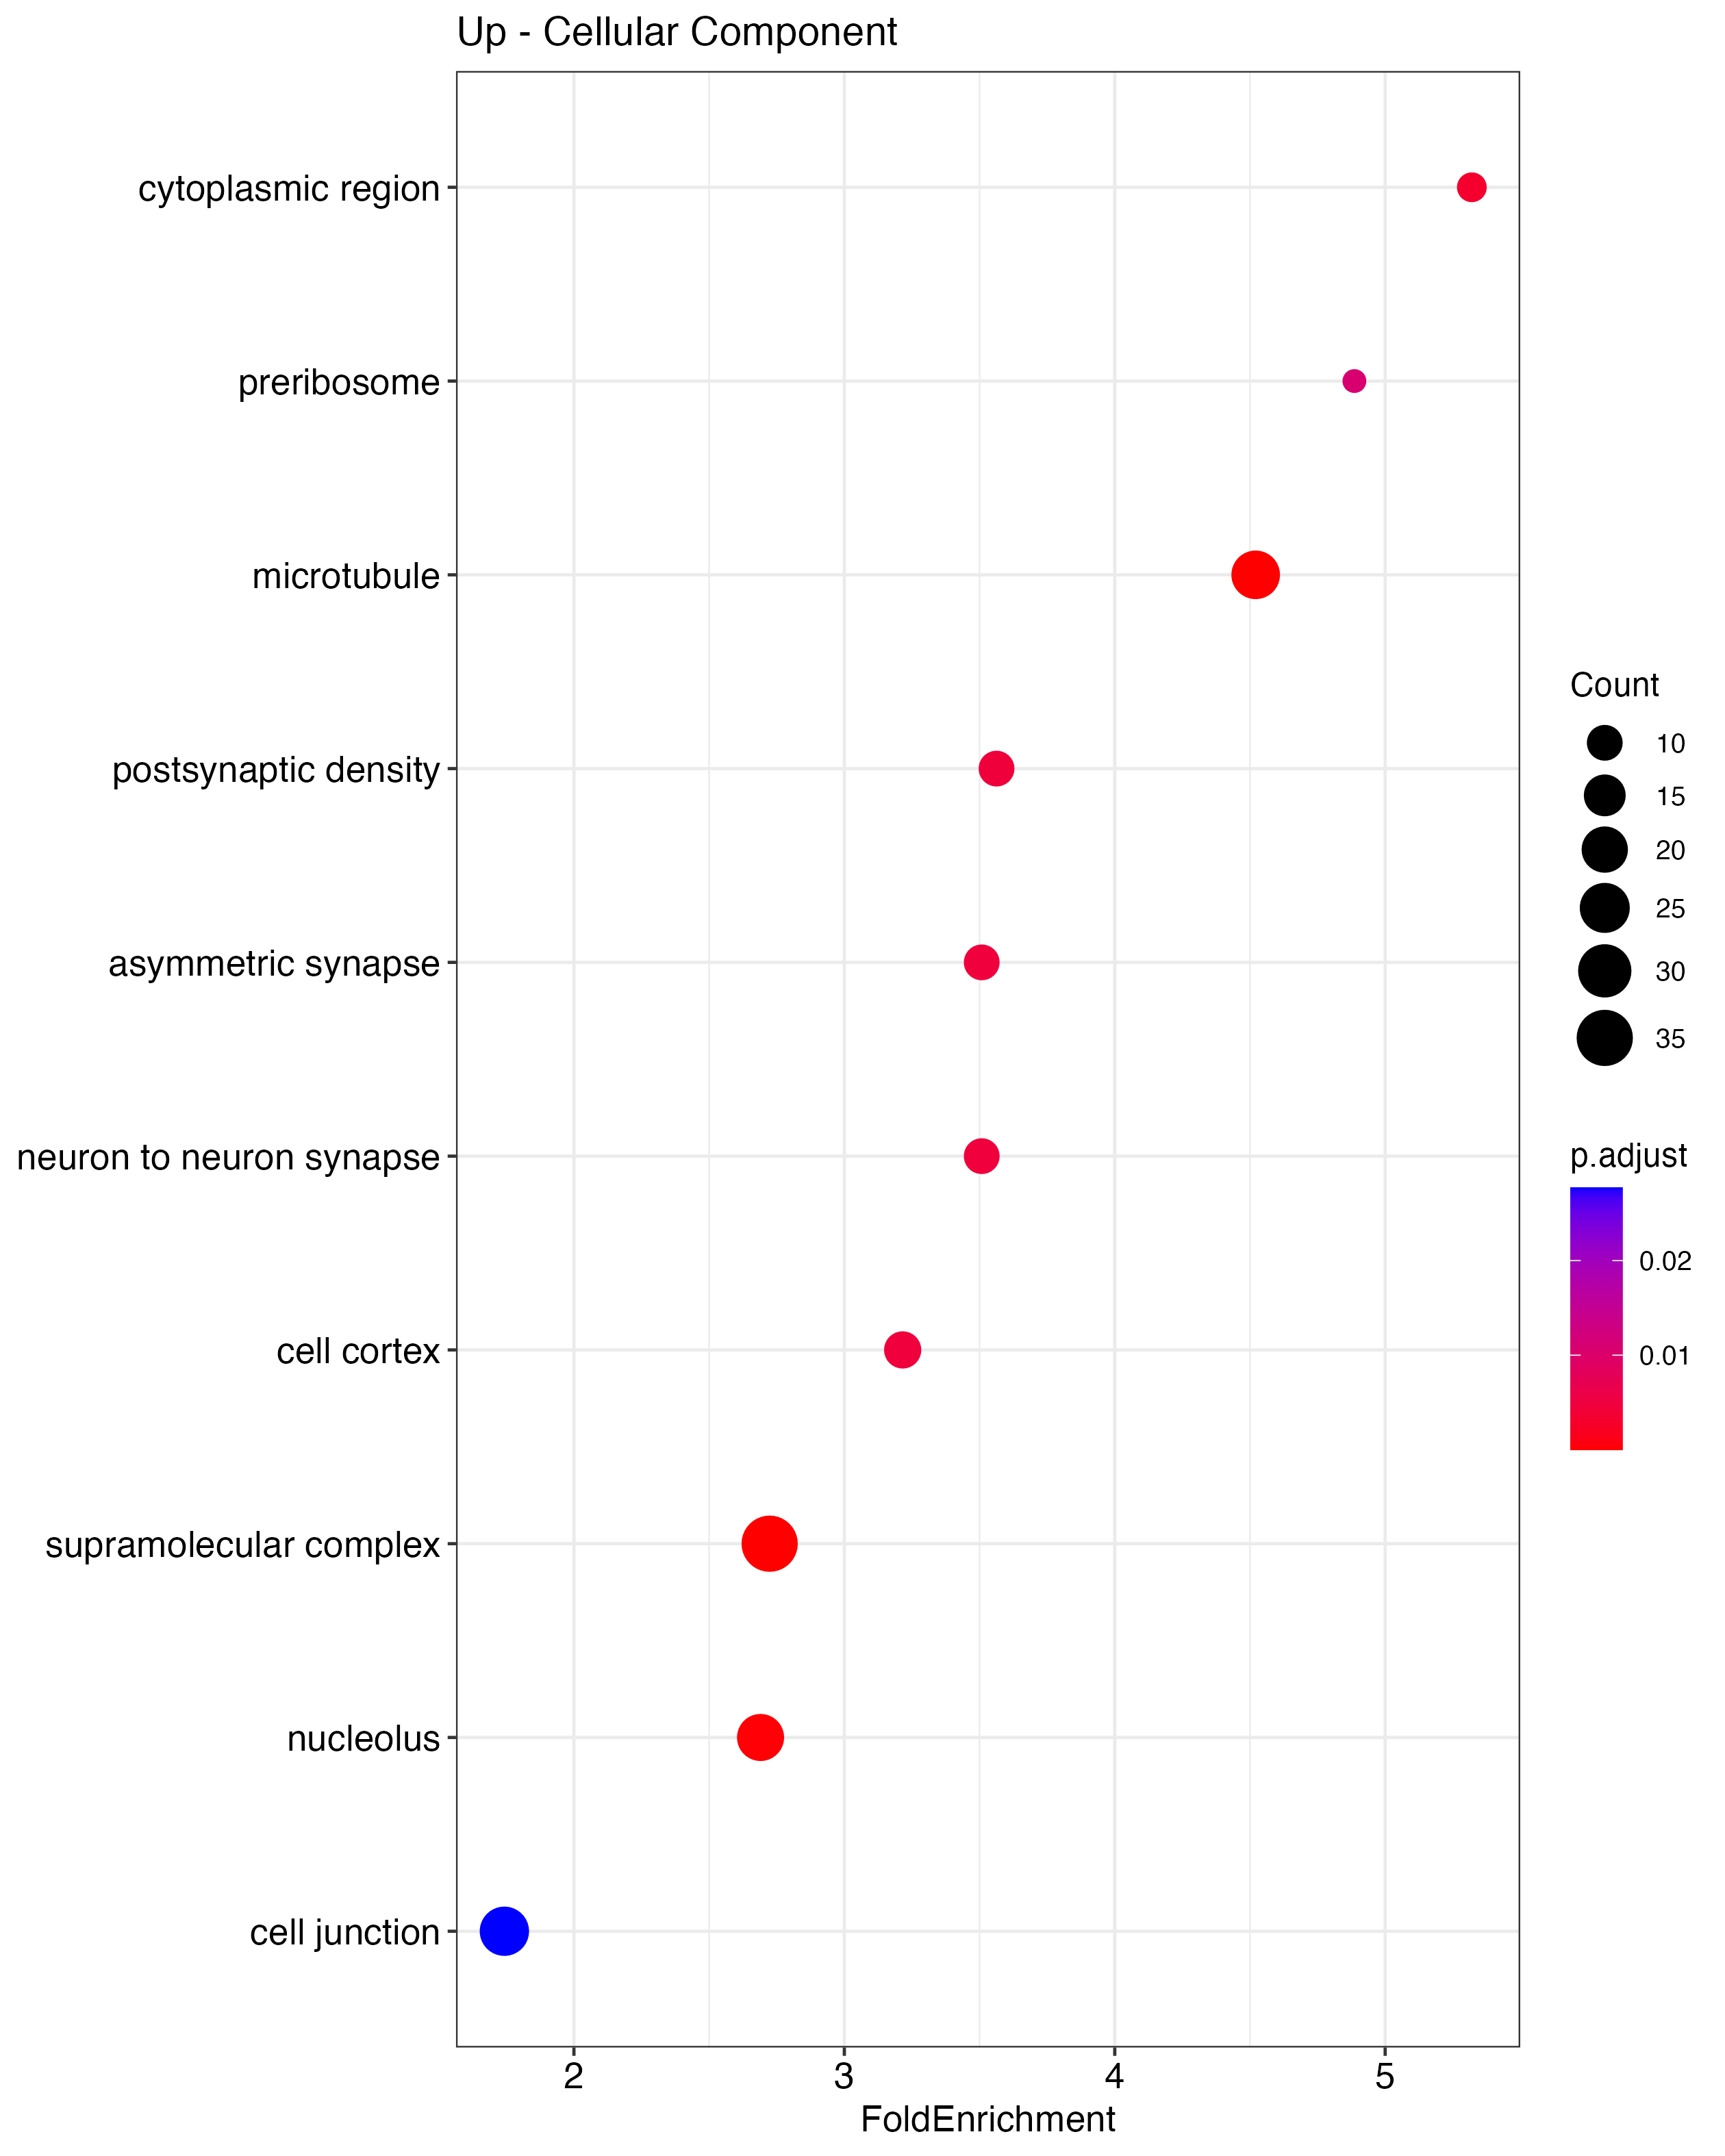 Up - Cellular Component
cytoplasmic region
preribosome
microtubule
postsynaptic density
asymmetric synapse
neuron to neuron synapse
cell cortex
supramolecular complex
nucleolus
cell junction
2 3 4 5
FoldEnrichment
Count
10
15
20
25
30
35
p.adjust
0.02
0.01